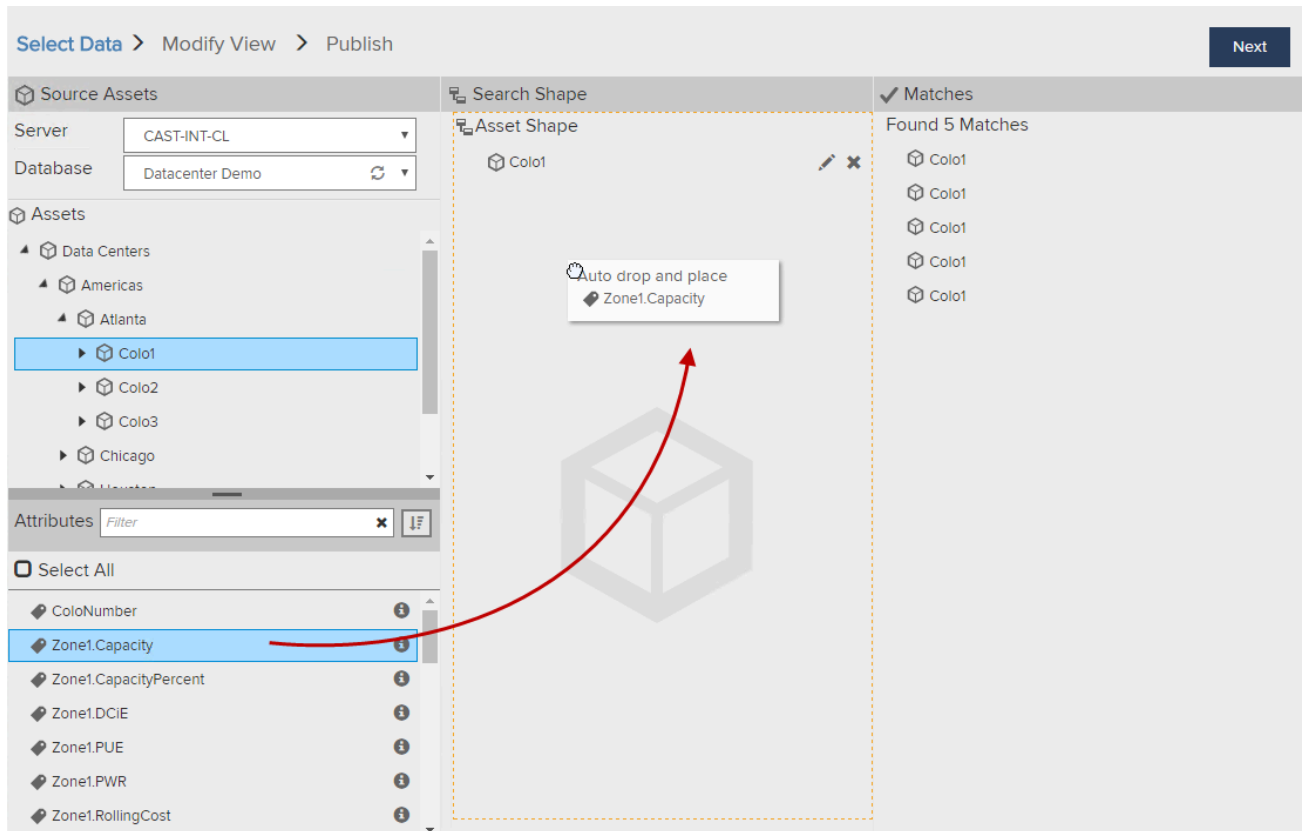 Select Data > Modify View > Publish
Next
Source Assets
Server
CAST-INT-CL
Database
Datacenter Demo
Assets
Data Centers
Americas
Atlanta
Colo1
Colo2
Colo3
Chicago
Attributes
Filter
Select All
ColoNumber
Zone1.Capacity
Zone1.CapacityPercent
Zone1.DCiE
Zone1.PUE
Zone1.PWR
Zone1.RollingCost
Search Shape
Asset Shape
Colo1
Auto drop and place
Zone1.Capacity
Matches
Found 5 Matches
Colo1
Colo1
Colo1
Colo1
Colo1